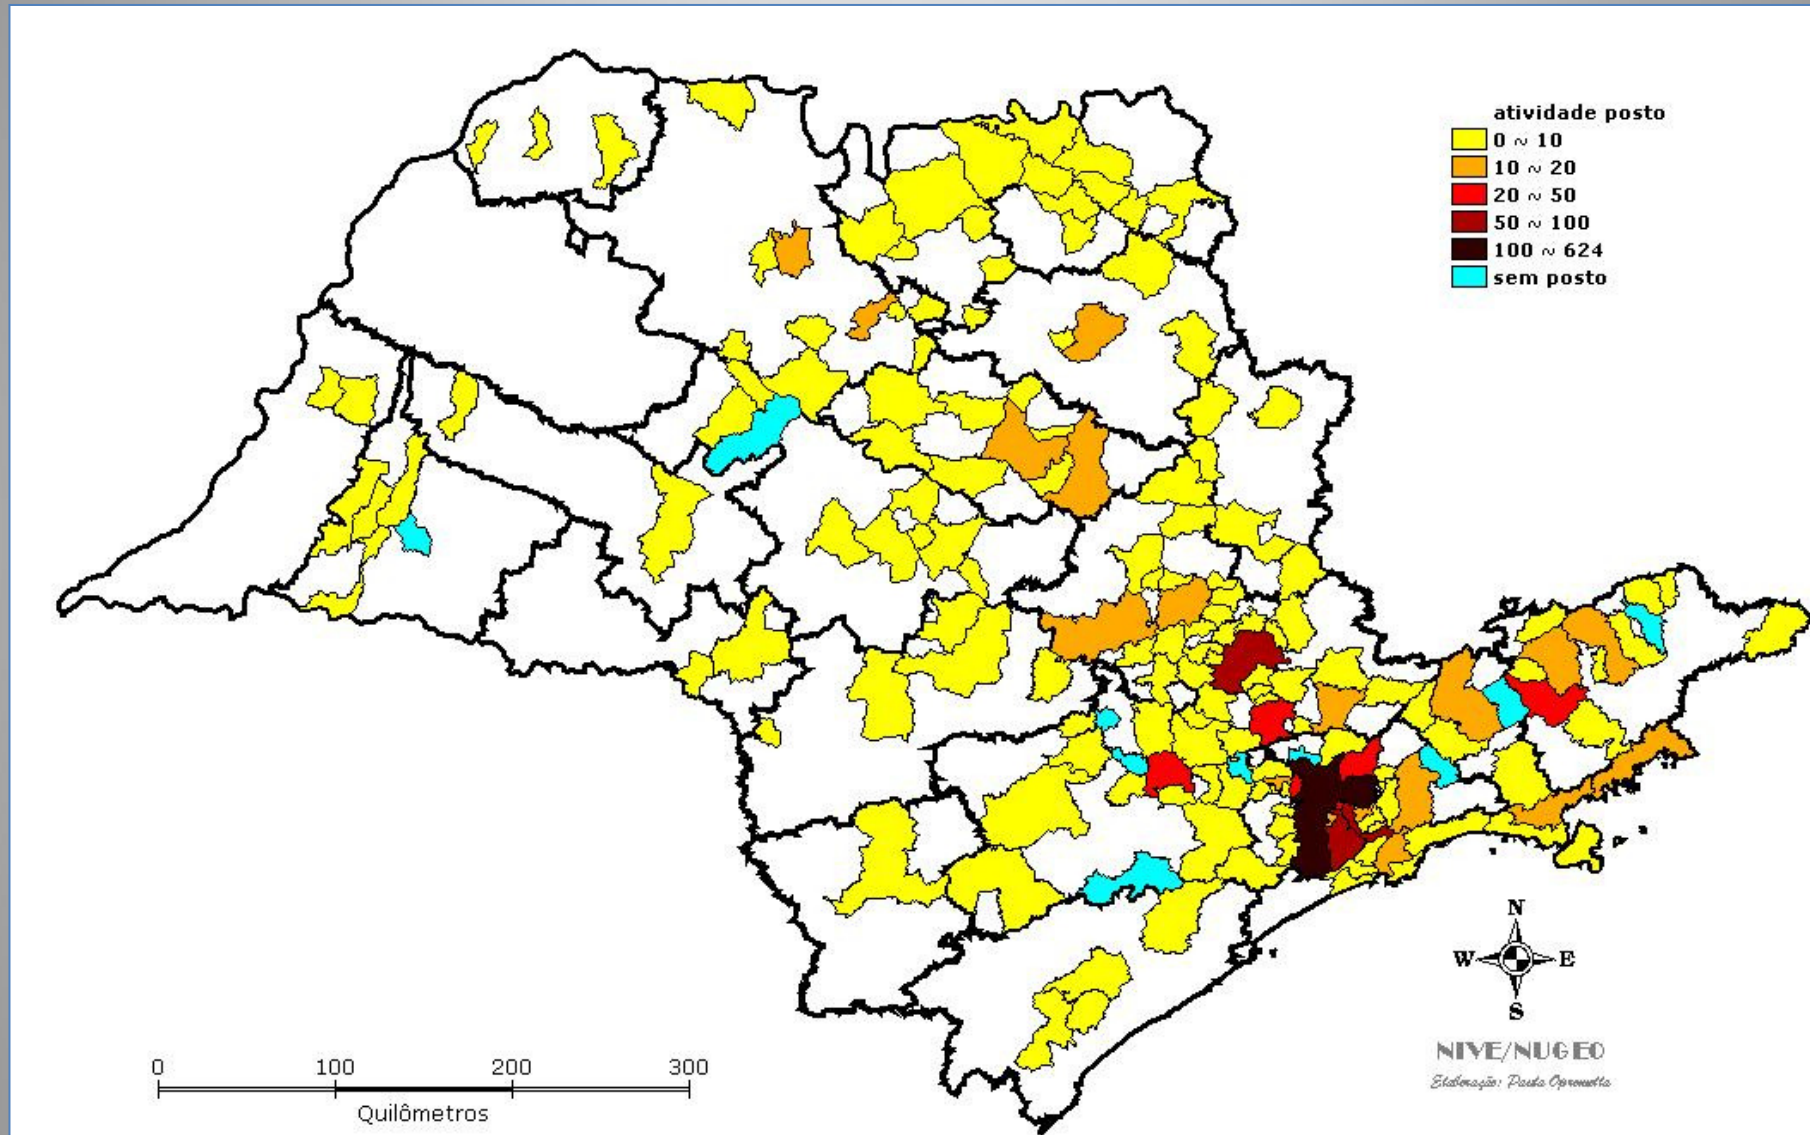 atividade posto
0 ~ 10
10 ~ 20
20 ~ 50
50 ~ 100
100 ~ 624
sem posto
N
W E
S
NIVE/NUGEO
Elaboração: Paula Opromolla
0 100 200 300
Quilômetros